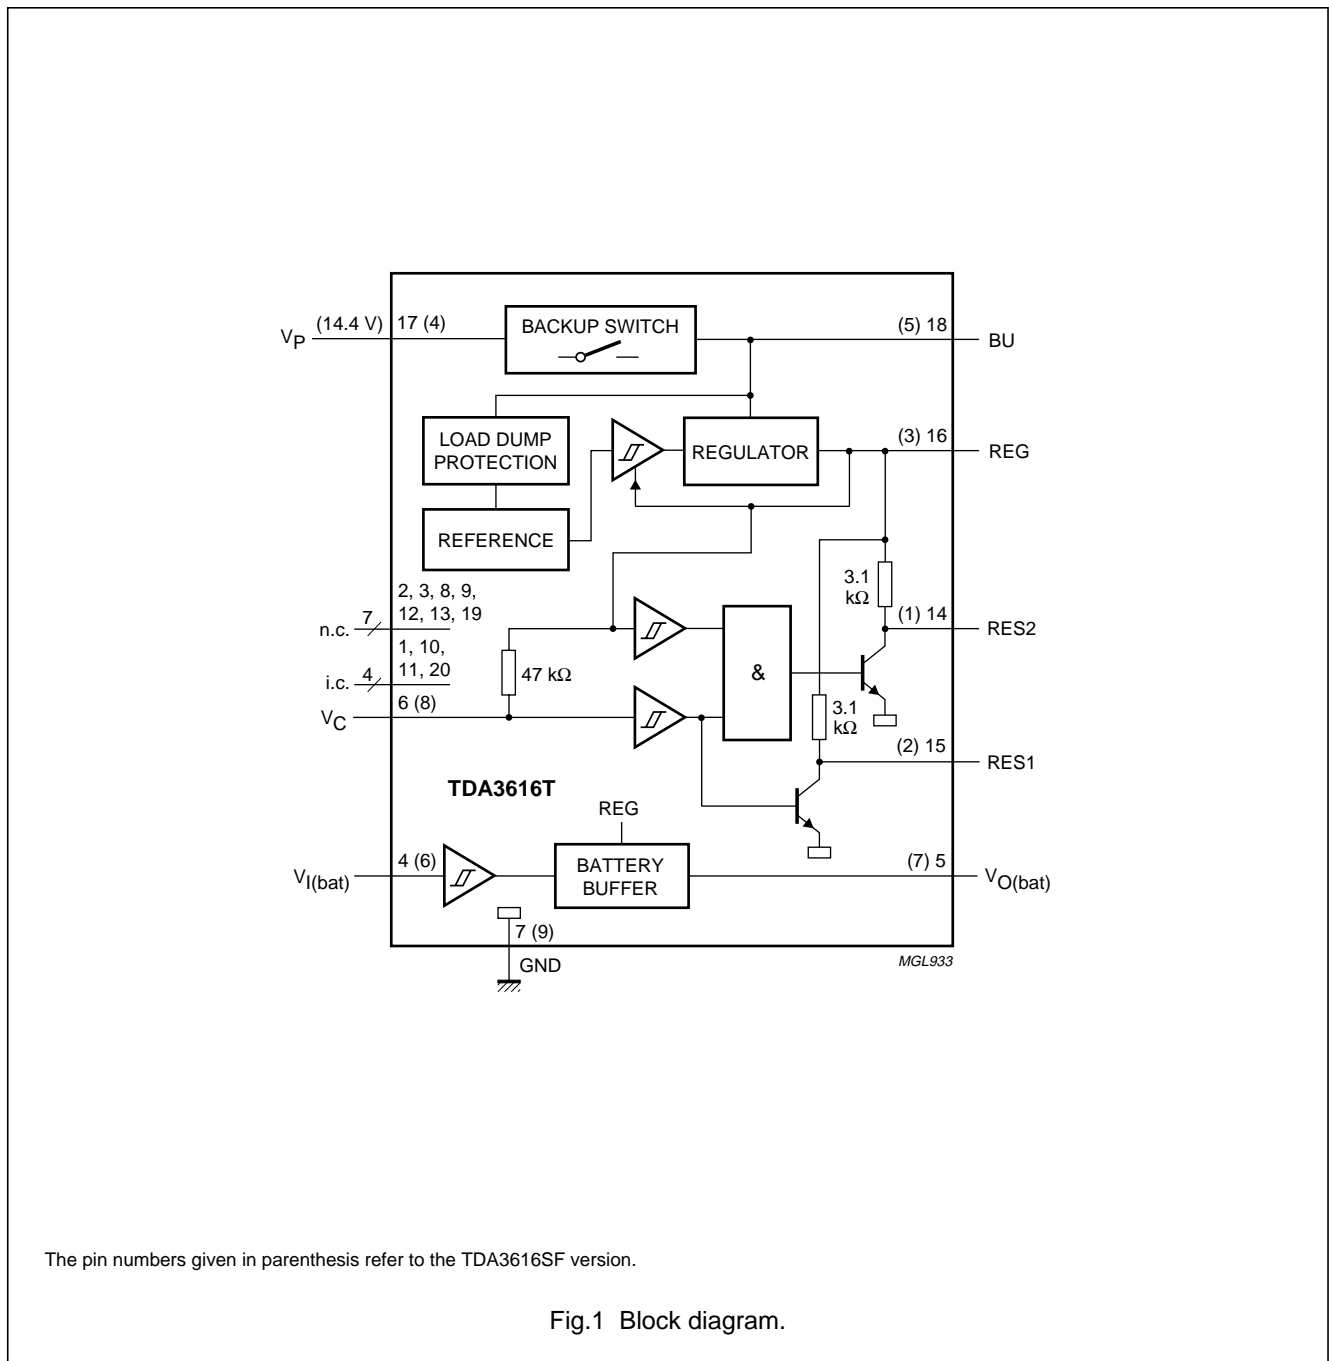 VP (14.4 V) 17 (4)
BACKUP SWITCH
(5) 18 BU
LOAD DUMP
PROTECTION
REGULATOR
(3) 16 REG
REFERENCE
2, 3, 8, 9,
12, 13, 19
n.c. 7
1, 10,
11, 20
i.c. 4
6 (8)
VC
47 kΩ
&
3.1
kΩ
(1) 14 RES2
3.1
kΩ
(2) 15 RES1
TDA3616T
REG
VI(bat) 4 (6)
BATTERY
BUFFER
(7) 5 VO(bat)
7 (9)
GND
MGL933
The pin numbers given in parenthesis refer to the TDA3616SF version.
Fig.1 Block diagram.